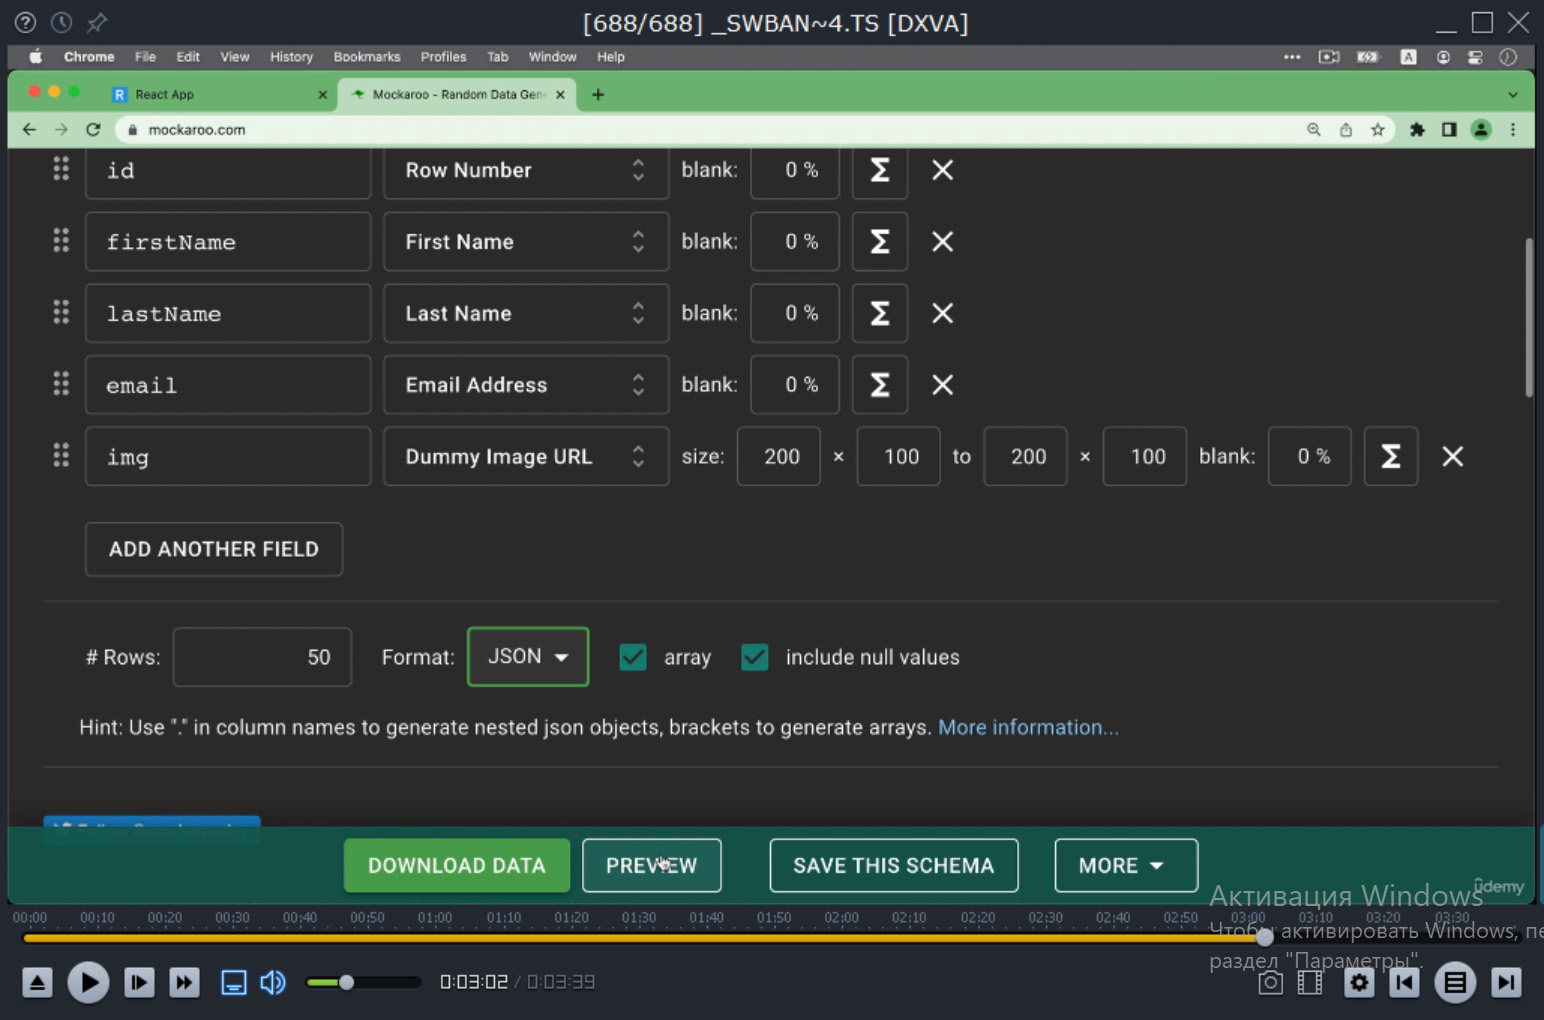 [688/688] _SWBAN~4.TS [DXVA]
Chrome File Edit View History Bookmarks Profiles Tab Window Help
React App
Mockaroo - Random Data Gen
mockaroo.com
id Row Number blank: 0 % Σ
firstName First Name blank: 0 % Σ
lastName Last Name blank: 0 % Σ
email Email Address blank: 0 % Σ
img Dummy Image URL size: 200 × 100 to 200 × 100 blank: 0 % Σ
ADD ANOTHER FIELD
# Rows: 50 Format: JSON array include null values
Hint: Use "." in column names to generate nested json objects, brackets to generate arrays. More information...
DOWNLOAD DATA PREVIEW SAVE THIS SCHEMA MORE
ûdemy
Активация Windows
Чтобы активировать Windows, пе
раздел "Параметры".
00:00 00:10 00:20 00:30 00:40 00:50 01:00 01:10 01:20 01:30 01:40 01:50 02:00 02:10 02:20 02:30 02:40 02:50 03:00 03:10 03:20 03:30
0:03:02 / 0:03:39